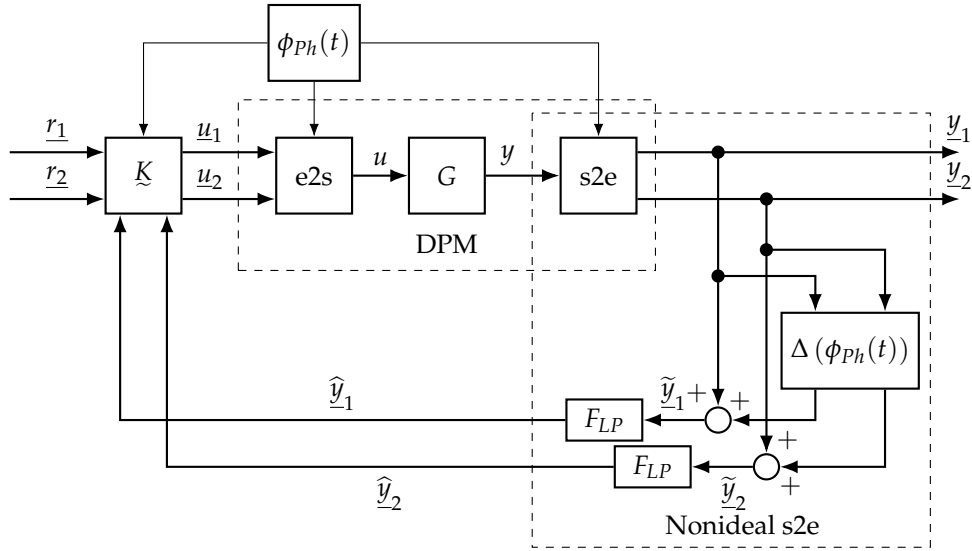 ϕ_Ph(t)
r_1 u_1 y_1
r_2 K u_2 e2s u G y s2e y_2
DPM
Δ (ϕ_Ph(t))
ŷ_1 F_LP ỹ_1 + +
ŷ_2 F_LP ỹ_2 + +
Nonideal s2e